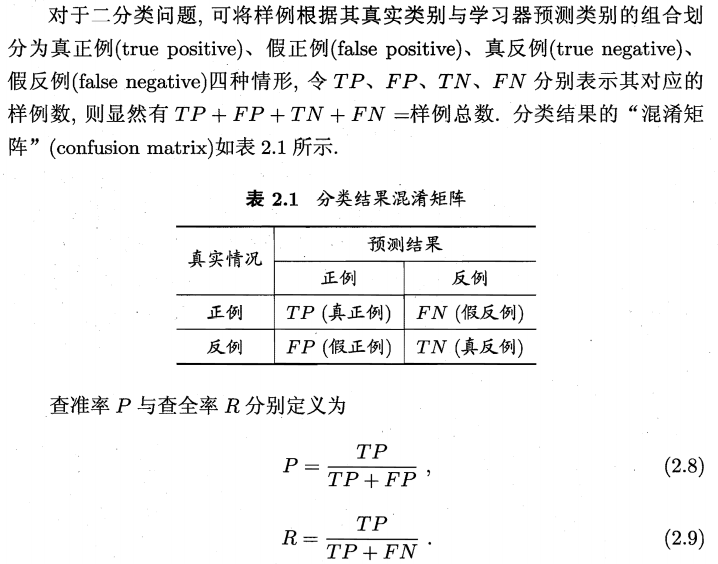 对于二分类问题, 可将样例根据其真实类别与学习器预测类别的组合划
分为真正例(true positive)、假正例(false positive)、真反例(true negative)、
假反例(false negative)四种情形, 令 TP、FP、TN、FN 分别表示其对应的
样例数, 则显然有 TP + FP + TN + FN =样例总数. 分类结果的“混淆矩
阵”(confusion matrix)如表 2.1 所示.
表 2.1 分类结果混淆矩阵
真实情况 预测结果
正例 反例
正例 TP (真正例) FN (假反例)
反例 FP (假正例) TN (真反例)
查准率 P 与查全率 R 分别定义为
P = TP / (TP + FP) , (2.8)
R = TP / (TP + FN) . (2.9)